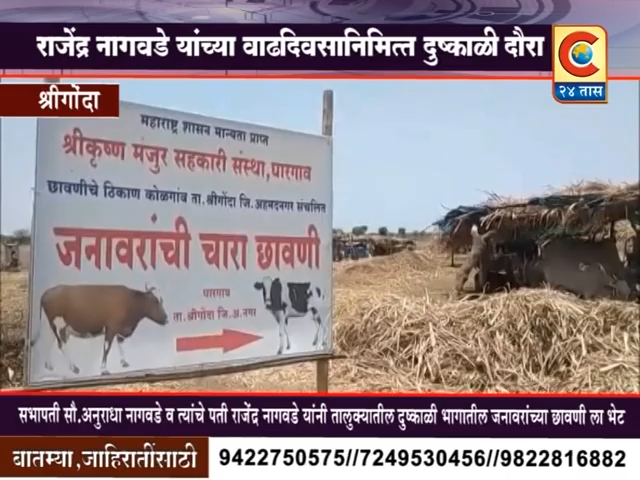 राजेंद्र नागवडे यांच्या वाढदिवसानिमित्त दुष्काळी दौरा
C
२४ तास
श्रीगोंदा
महाराष्ट्र शासन मान्यता प्राप्त
श्रीकृष्ण मजुर सहकारी संस्था,घारगाव
छावणीचे ठिकाण कोळगांव ता.श्रीगोंदा जि.अहमदनगर संचलित
जनावरांची चारा छावणी
घारगाव
ता.श्रीगोंदा जि.अ.नगर
सभापती सौ.अनुराधा नागवडे व त्यांचे पती राजेंद्र नागवडे यांनी तालुक्यातील दुष्काळी भागातील जनावरांच्या छावणी ला भेट
बातम्या,जाहिरातींसाठी
9422750575//7249530456//9822816882